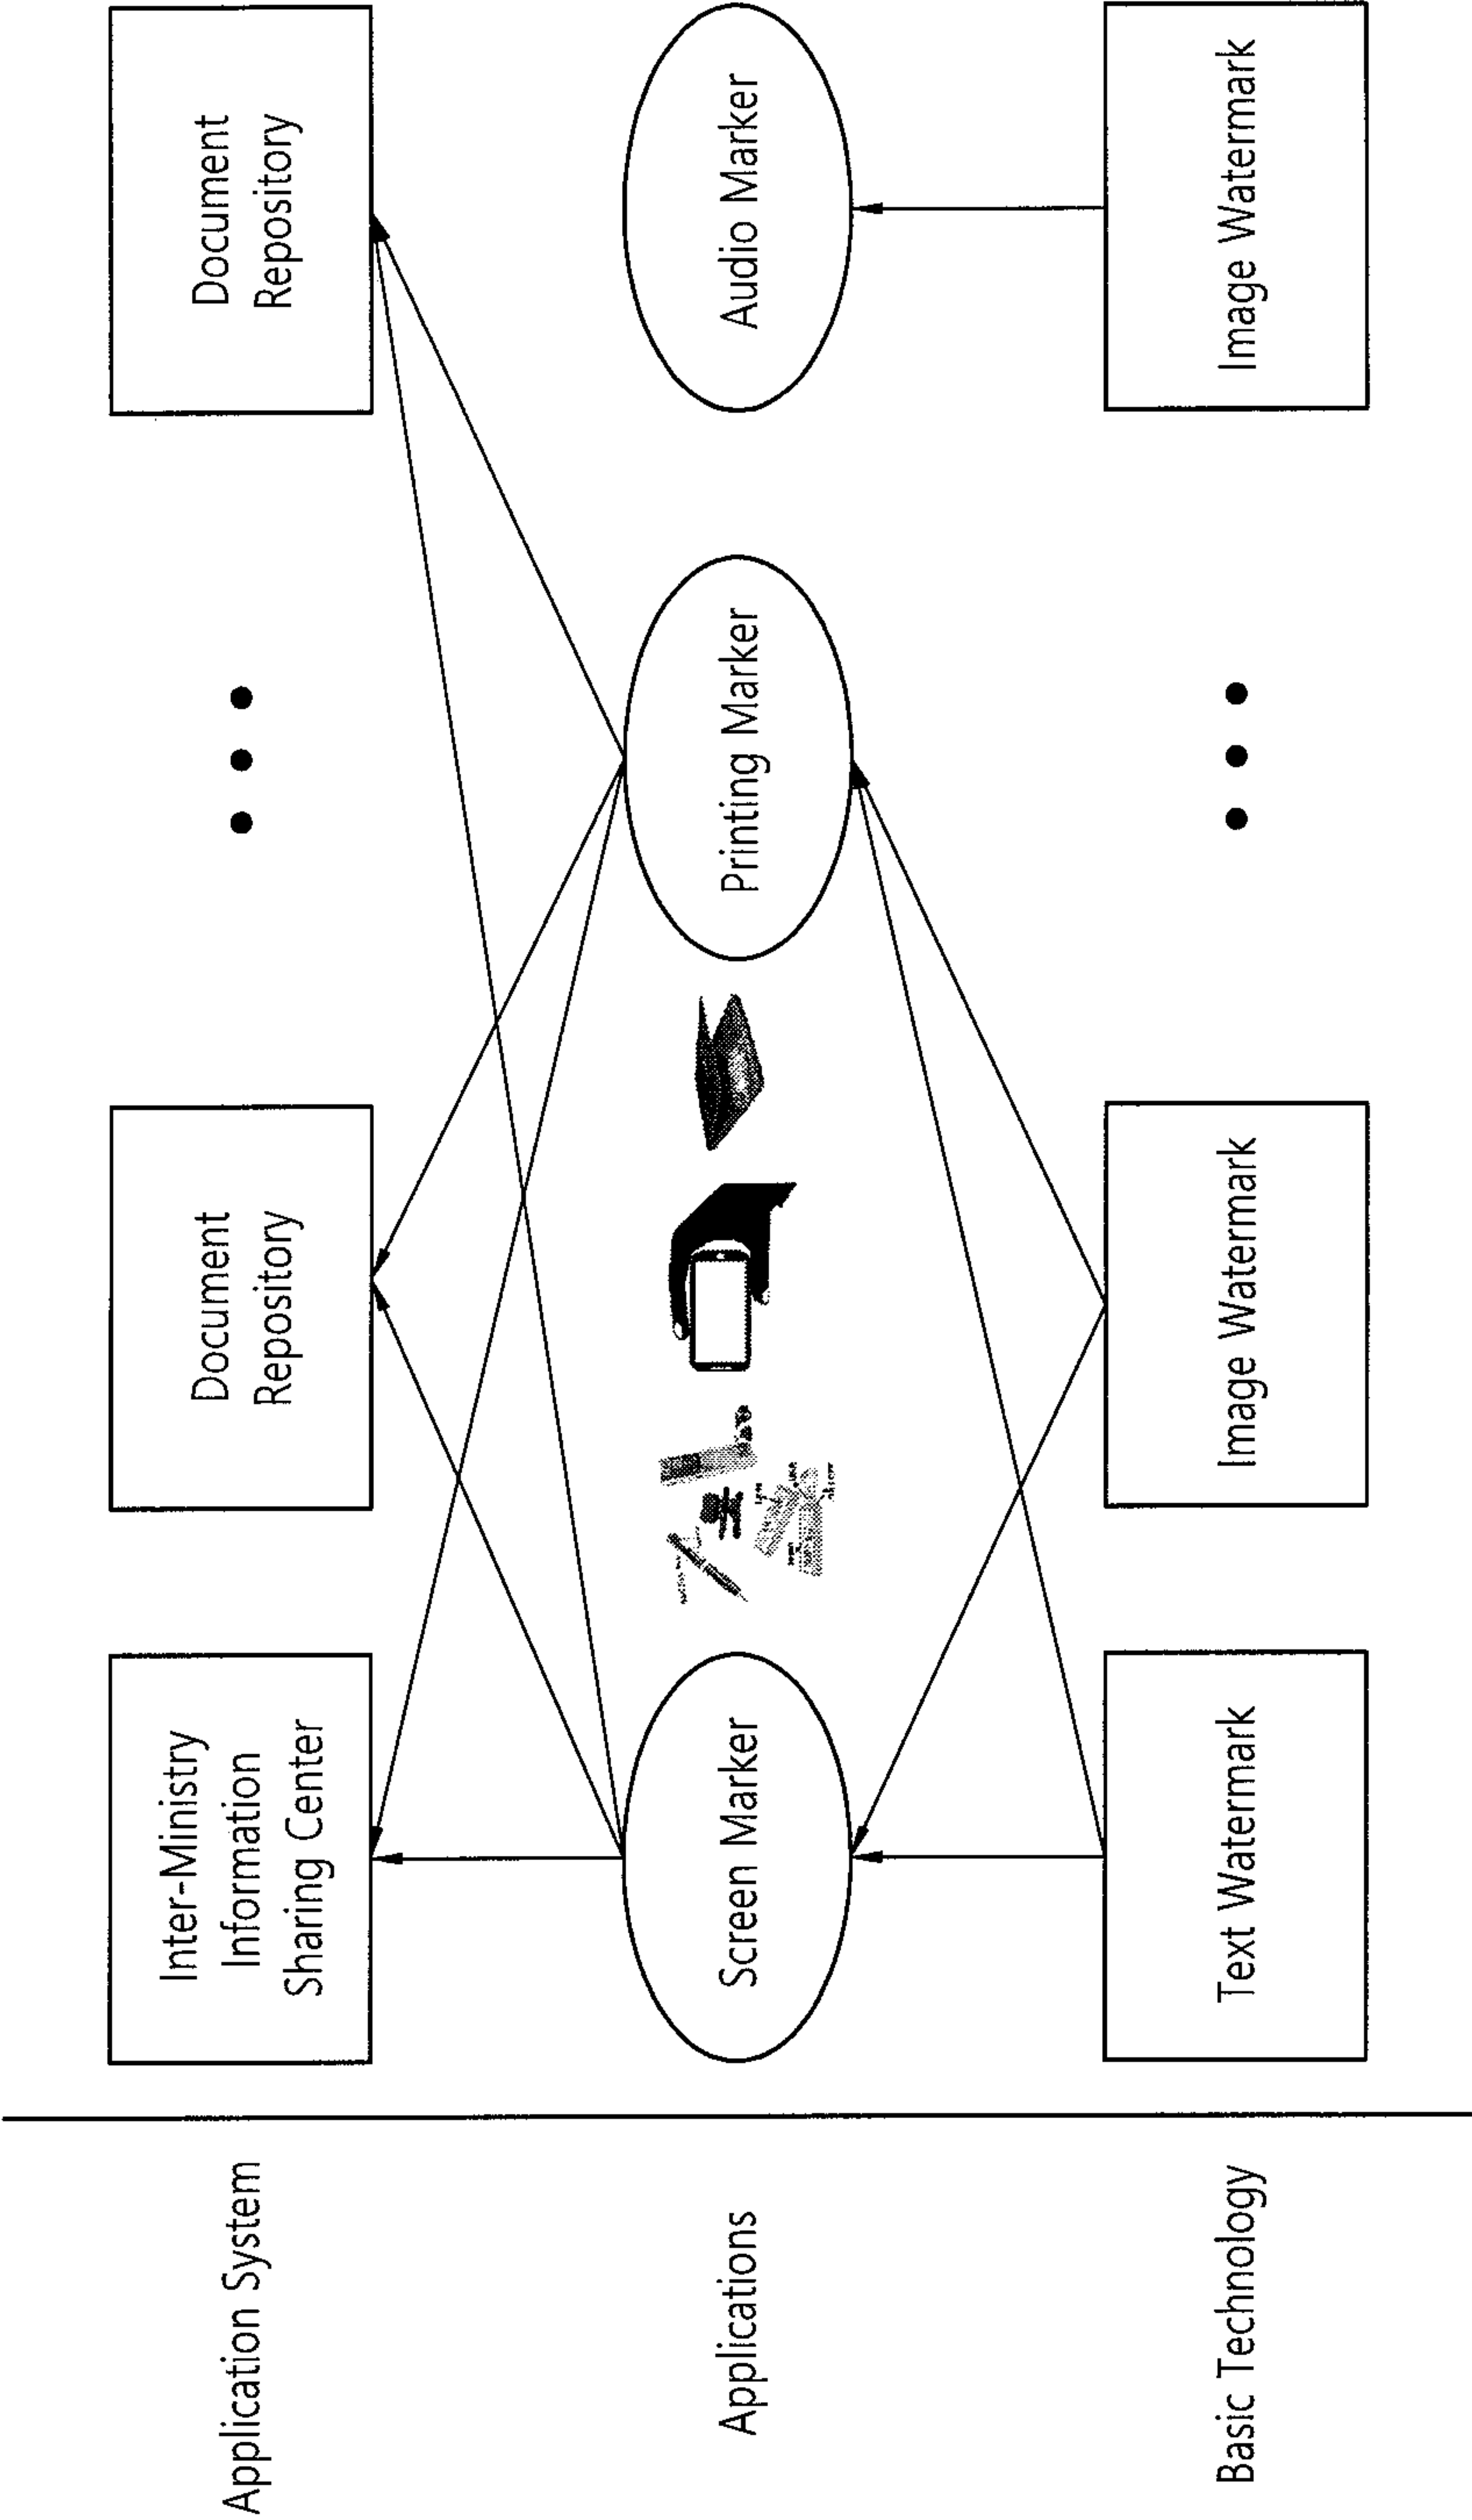 Application System
Inter-Ministry
Information
Sharing Center
Document
Repository
Document
Repository
Applications
Screen Marker
Printing Marker
Audio Marker
Basic Technology
Text Watermark
Image Watermark
Image Watermark